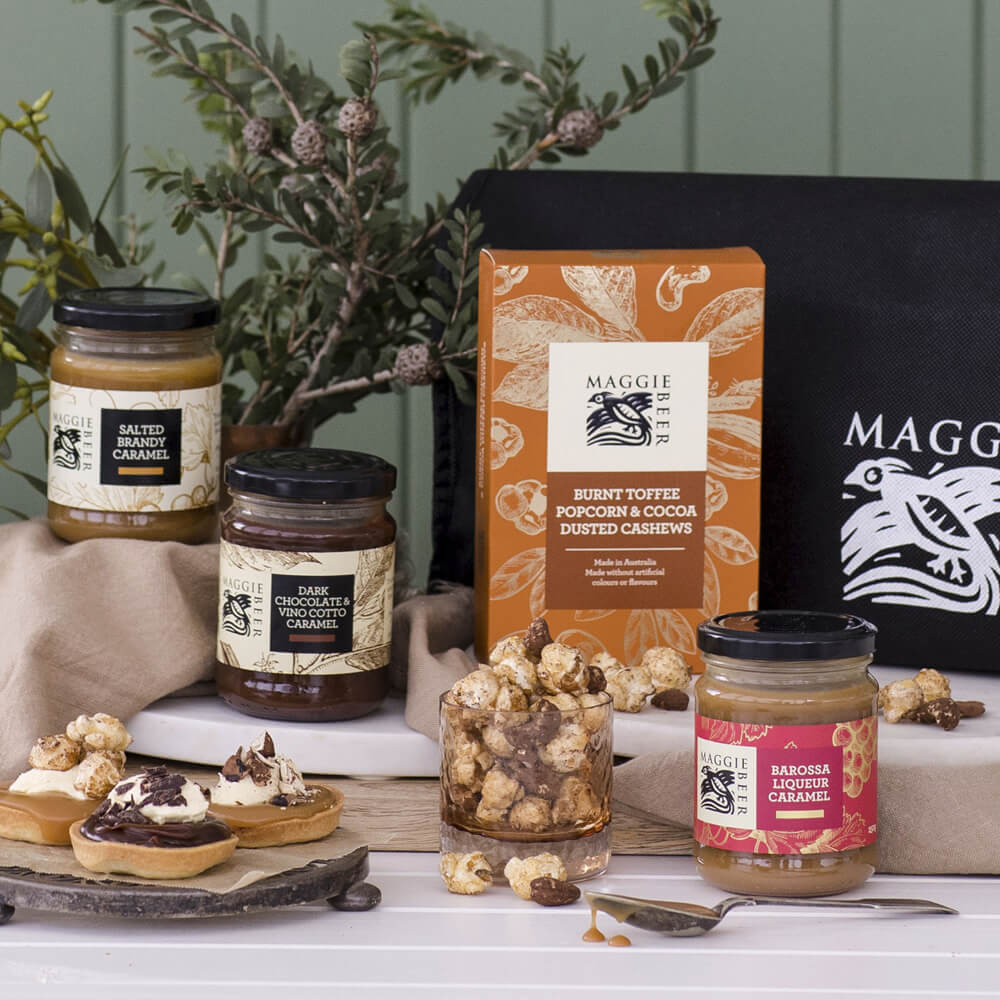 MAGGIE
BEER
SALTED
BRANDY
CARAMEL
MAGGIE
BEER
DARK
CHOCOLATE &
VINO COTTO
CARAMEL
MAGGIE
BEER
BURNT TOFFEE
POPCORN & COCOA
DUSTED CASHEWS
Made in Australia
Made without artificial
colours or flavours
MAGGI
MAGGIE
BEER
BAROSSA
LIQUEUR
CARAMEL